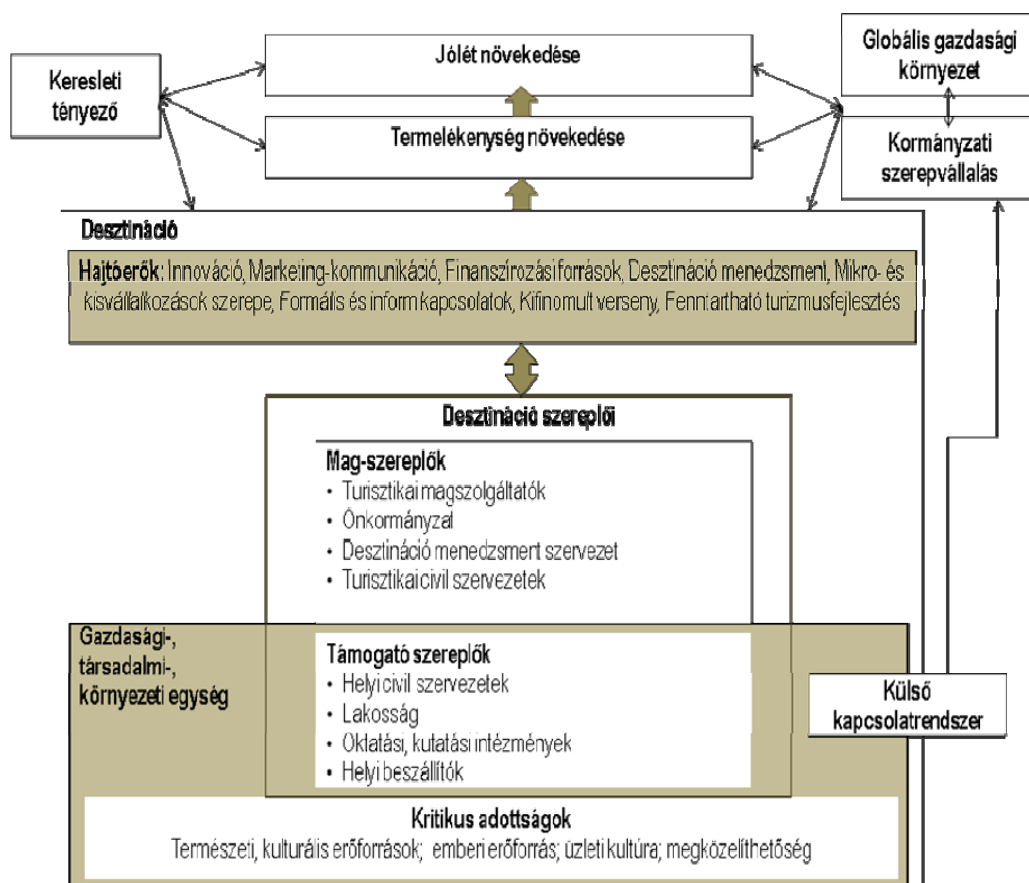 Keresleti
tényező
Jólét növekedése
Termelékenység növekedése
Globális gazdasági
környezet
Kormányzati
szerepvállalás
Desztináció
Hajtóerők: Innováció, Marketing-kommunikáció, Finanszírozási források, Desztináció menedzsment, Mikro- és
kisvállalkozások szerepe, Formális és inform kapcsolatok, Kifinomult verseny, Fenntartható turizmusfejlesztés
Desztináció szereplői
Mag-szereplők
• Turisztikai magszolgáltatók
• Önkormányzat
• Desztináció menedzsment szervezet
• Turisztikai civil szervezetek
Gazdasági-,
társadalmi-,
környezeti egység
Támogató szereplők
• Helyi civil szervezetek
• Lakosság
• Oklatási, kutatási intézmények
• Helyi beszállítók
Külső
kapcsolatrendszer
Kritikus adottságok
Természeti, kulturális erőforrások; emberi erőforrás; üzleti kultúra; megközelíthetőség